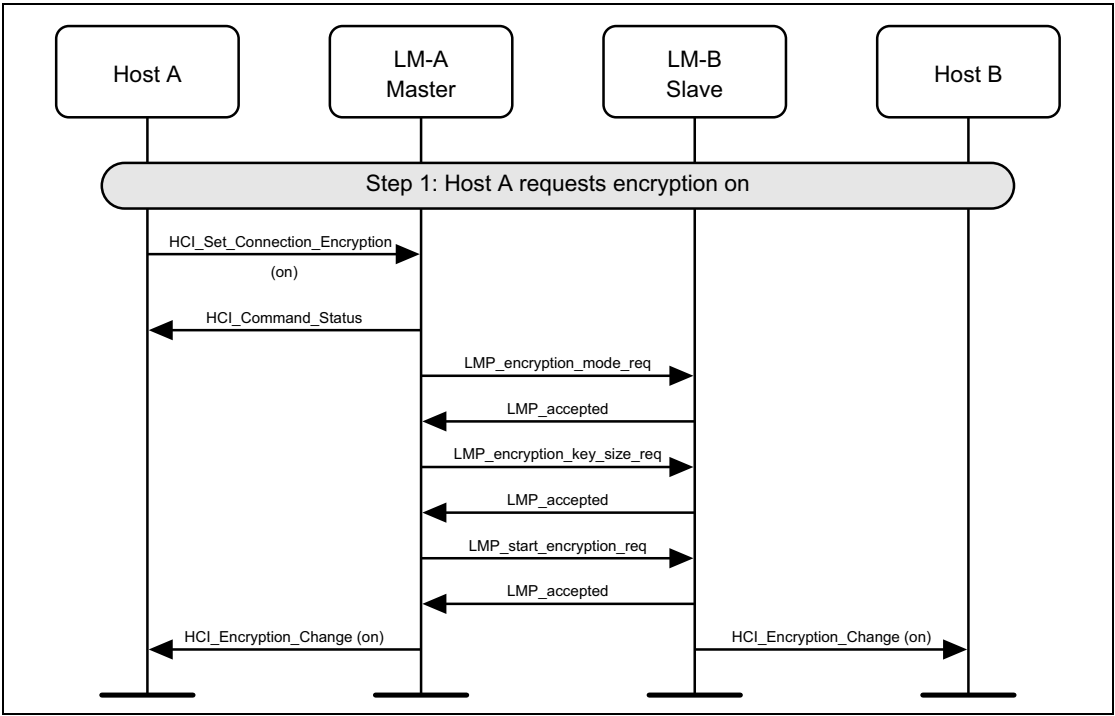 Host A
LM-A
Master
LM-B
Slave
Host B
Step 1: Host A requests encryption on
HCI_Set_Connection_Encryption
(on)
HCI_Command_Status
LMP_encryption_mode_req
LMP_accepted
LMP_encryption_key_size_req
LMP_accepted
LMP_start_encryption_req
LMP_accepted
HCI_Encryption_Change (on)
HCI_Encryption_Change (on)